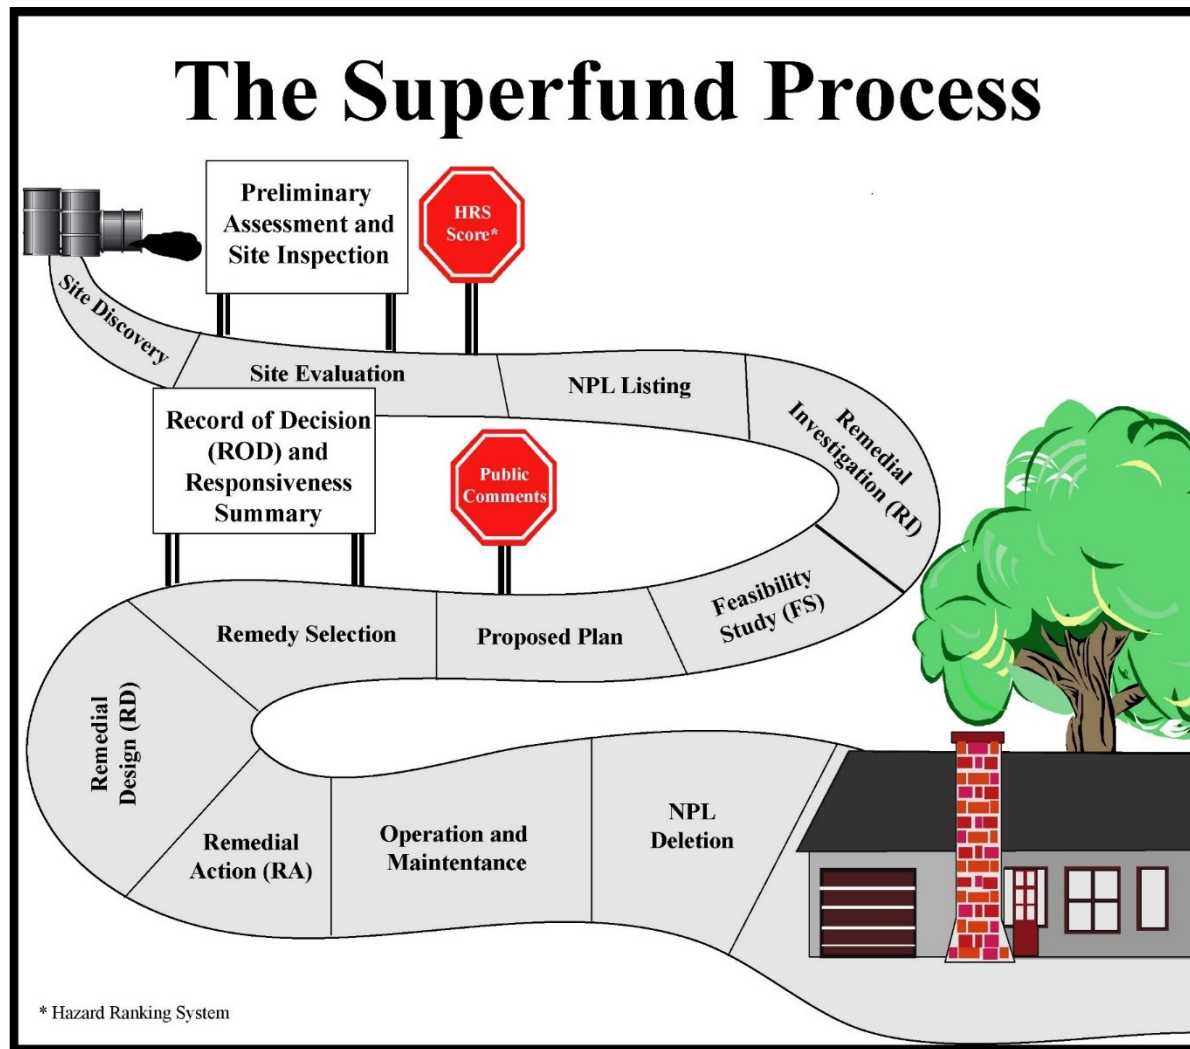 The Superfund Process
Preliminary
Assessment and
Site Inspection
HRS
Score*
Site Discovery
Site Evaluation
NPL Listing
Remedial
Investigation (RI)
Record of Decision
(ROD) and
Responsiveness
Summary
Public
Comments
Feasibility
Study (FS)
Proposed Plan
Remedy Selection
Remedial
Design (RD)
Remedial
Action (RA)
Operation and
Maintentance
NPL
Deletion
* Hazard Ranking System